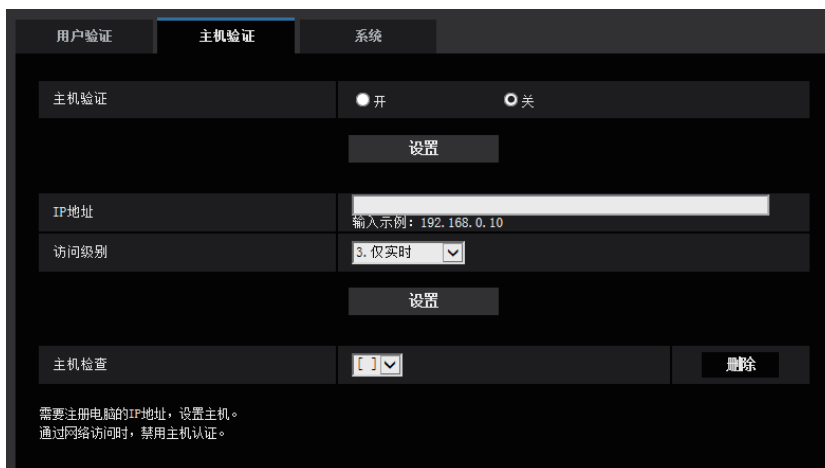 用户验证 主机验证 系统
主机验证 开 关
设置
IP地址
输入示例: 192.168.0.10
访问级别 3. 仅实时
设置
主机检查 [ ] 删除
需要注册电脑的IP地址，设置主机。
通过网络访问时，禁用主机认证。